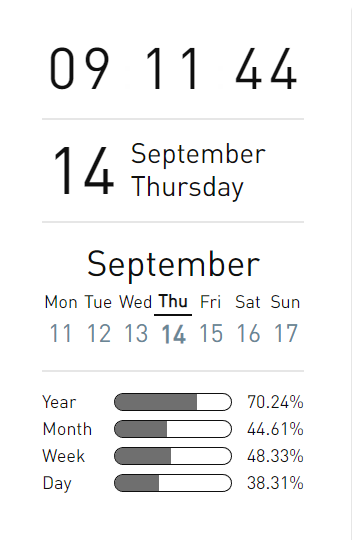 09 11 44
14
September
Thursday
September
Mon Tue Wed Thu Fri Sat Sun
11 12 13 14 15 16 17
Year 70.24%
Month 44.61%
Week 48.33%
Day 38.31%